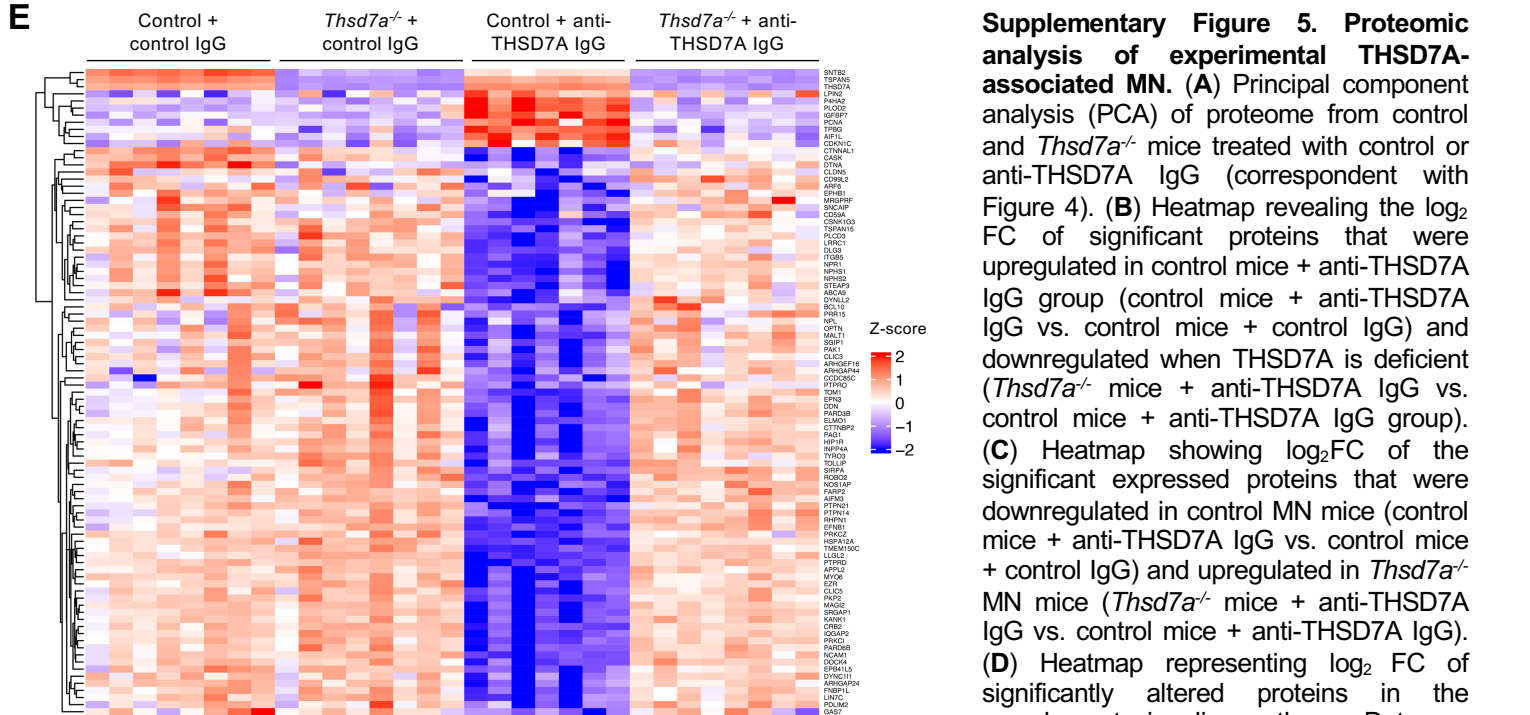 E
Control +
control IgG
Thsd7a-/- +
control IgG
Control + anti-
THSD7A IgG
Thsd7a-/- + anti-
THSD7A IgG
SNTB2
TSPAN5
THSD7A
LPIN2
P4HA2
PLOD2
IGFBP7
PCNA
TPBG
AIF1L
CDKN1C
CTNNAL1
CASK
DTNA
CLDN5
CD99L2
ARF6
EPHB1
MRGPRF
SNCAIP
CD59A
CSNK1G3
TSPAN15
PLCD3
LRRC1
DLG3
ITGB5
NPR1
NPHS1
NPHS2
STEAP3
ABCA9
DYNLL2
BCL10
PRR15
NPL
OPTN
MALT1
SGIP1
PAK1
CLIC3
ARHGEF18
ARHGAP44
CCDC85C
PTPRO
TOM1
EPN3
DDN
PARD3B
ELMO1
CTTNBP2
PAG1
HIP1R
INPP4A
TYRO3
TOLLIP
SIRPA
ROBO2
NOS1AP
FARP2
AIFM3
PTPN21
PTPN14
RHPN1
EFNB1
PRKCZ
HSPA12A
TMEM150C
LLGL2
PTPRD
APPL2
MYO6
EZR
CLIC5
PKP2
MAGI2
SRGAP1
KANK1
CRB2
IQGAP2
PRKCI
PARD6B
NCAM1
DOCK4
EPB41L5
DYNC1I1
ARHGAP24
FNBP1L
LIN7C
PDLIM2
GAS7
Z-score
2
1
0
−1
−2
Supplementary Figure 5. Proteomic
analysis of experimental THSD7A-
associated MN. (A) Principal component
analysis (PCA) of proteome from control
and Thsd7a-/- mice treated with control or
anti-THSD7A IgG (correspondent with
Figure 4). (B) Heatmap revealing the log2
FC of significant proteins that were
upregulated in control mice + anti-THSD7A
IgG group (control mice + anti-THSD7A
IgG vs. control mice + control IgG) and
downregulated when THSD7A is deficient
(Thsd7a-/- mice + anti-THSD7A IgG vs.
control mice + anti-THSD7A IgG group).
(C) Heatmap showing log2FC of the
significant expressed proteins that were
downregulated in control MN mice (control
mice + anti-THSD7A IgG vs. control mice
+ control IgG) and upregulated in Thsd7a-/-
MN mice (Thsd7a-/- mice + anti-THSD7A
IgG vs. control mice + anti-THSD7A IgG).
(D) Heatmap representing log2 FC of
significantly altered proteins in the